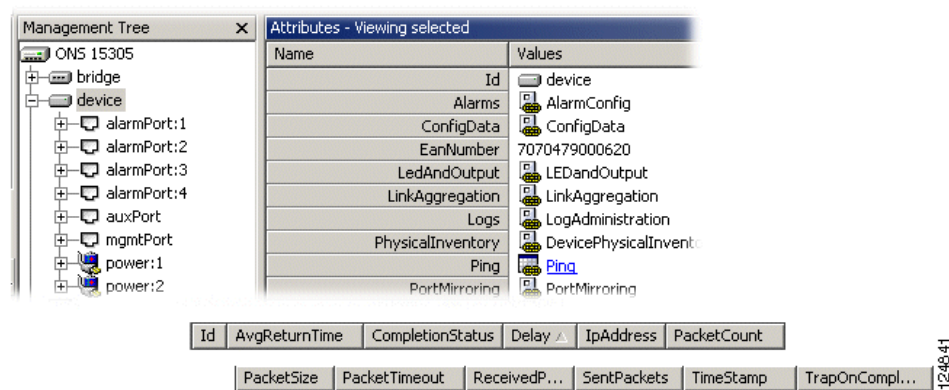 Management Tree
ONS 15305
bridge
device
alarmPort:1
alarmPort:2
alarmPort:3
alarmPort:4
auxPort
mgmtPort
power:1
power:2
Attributes - Viewing selected
Name Values
Id device
Alarms AlarmConfig
ConfigData ConfigData
EanNumber 7070479000620
LedAndOutput LEDandOutput
LinkAggregation LinkAggregation
Logs LogAdministration
PhysicalInventory DevicePhysicalInvento
Ping Ping
PortMirroring PortMirroring
Id AvgReturnTime CompletionStatus Delay IpAddress PacketCount
PacketSize PacketTimeout ReceivedP... SentPackets TimeStamp TrapOnCompl...